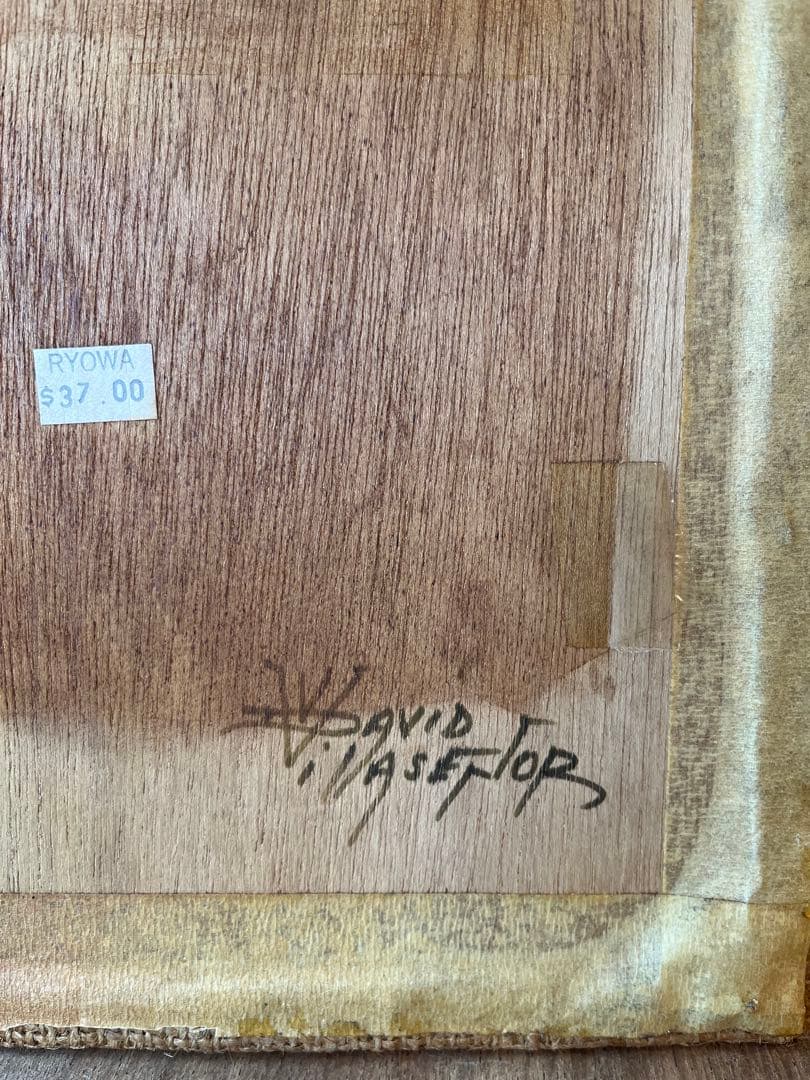 RYOWA
$37.00
DAVID
VillASEÑOR